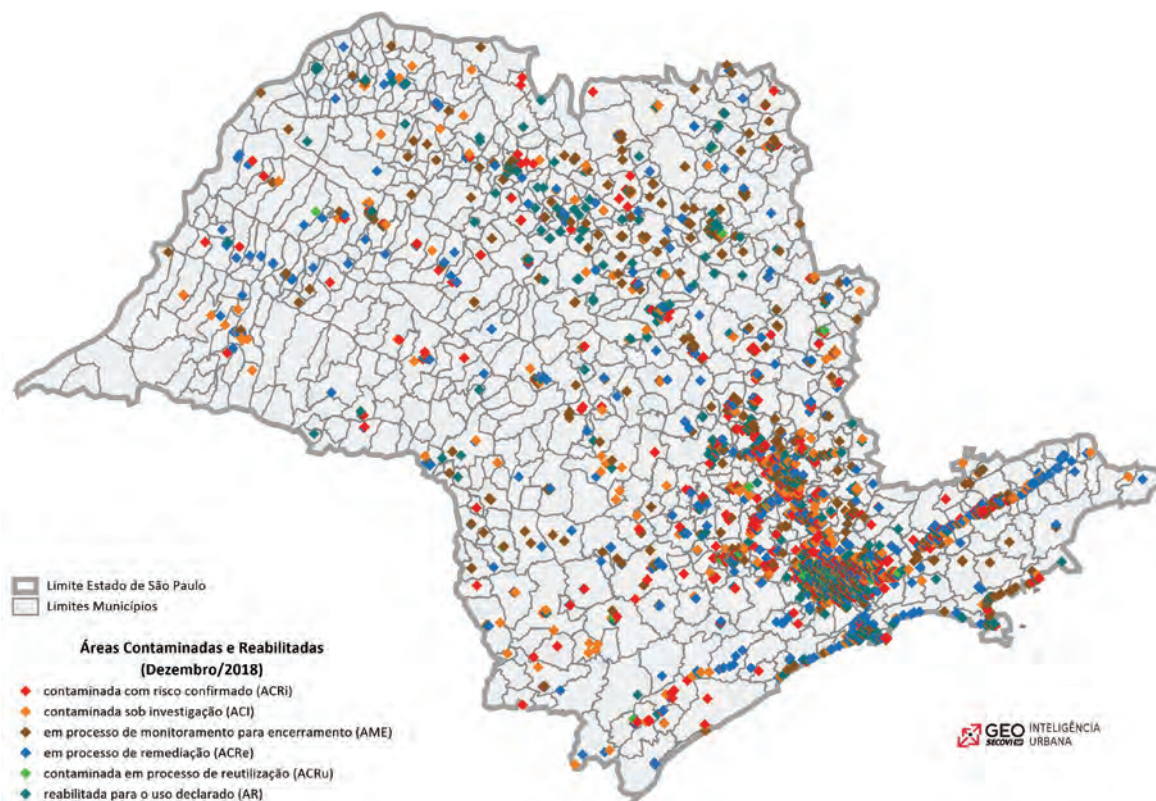 Límite Estado de São Paulo
Limites Municípios
Áreas Contaminadas e Reabilitadas
(Dezembro/2018)
contaminada com risco confirmado (ACRi)
contaminada sob investigação (ACI)
em processo de monitoramento para encerramento (AME)
em processo de remediação (ACRe)
contaminada em processo de reutilização (ACRu)
reabilitada para o uso declarado (AR)
GEO INTELIGÊNCIA
SECOVI SP URBANA